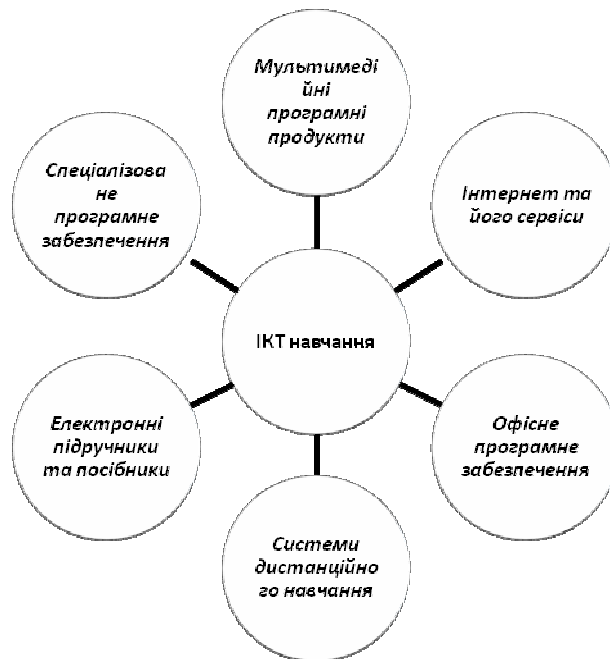 Мультимеді
йні
програмні
продукти
Спеціалізова
не
програмне
забезпечення
Інтернет та
його сервіси
ІКТ навчання
Електронні
підручники
та посібники
Офісне
програмне
забезпечення
Системи
дистанційно
го навчання